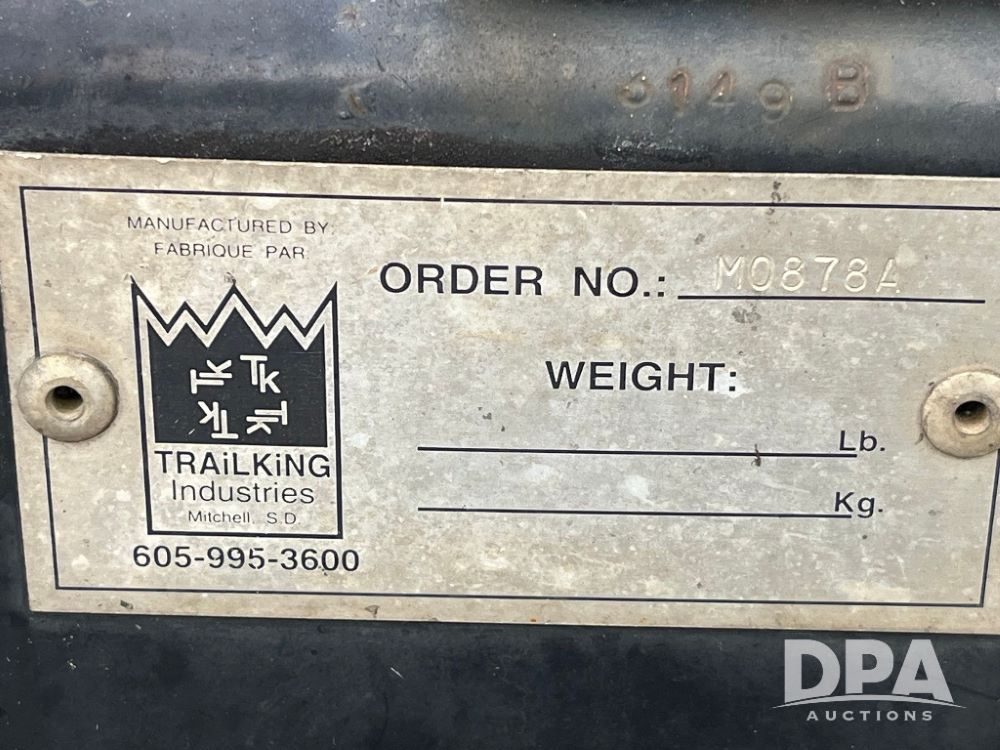 MANUFACTURED BY:
FABRIQUE PAR:
TK TK
TK TK
TRAiLKiNG
Industries
Mitchell, S.D.
605-995-3600
ORDER NO.: M0878A
WEIGHT:
Lb.
Kg.
DPA
AUCTIONS